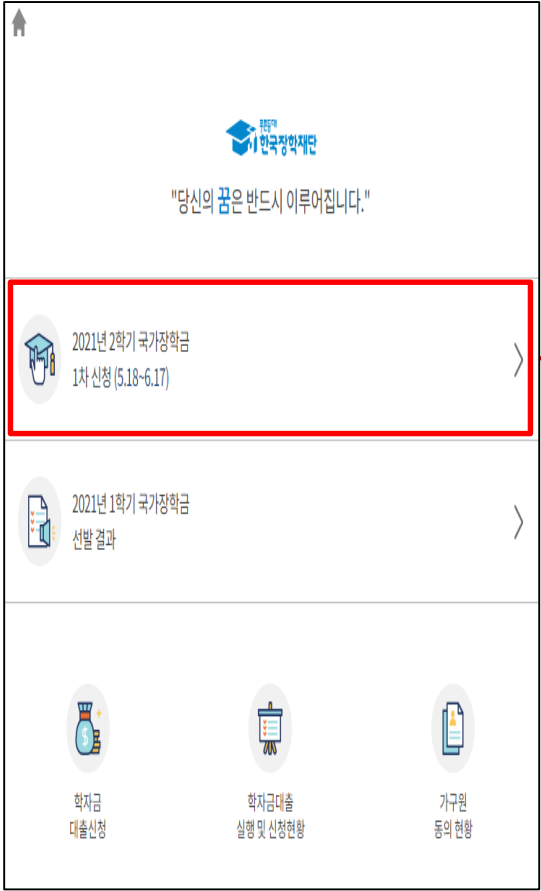 푸른등대
한국장학재단
"당신의 꿈은 반드시 이루어집니다."
2021년 2학기 국가장학금
1차 신청 (5.18~6.17)
2021년 1학기 국가장학금
선발 결과
학자금
대출신청
학자금대출
실행 및 신청현황
가구원
동의 현황